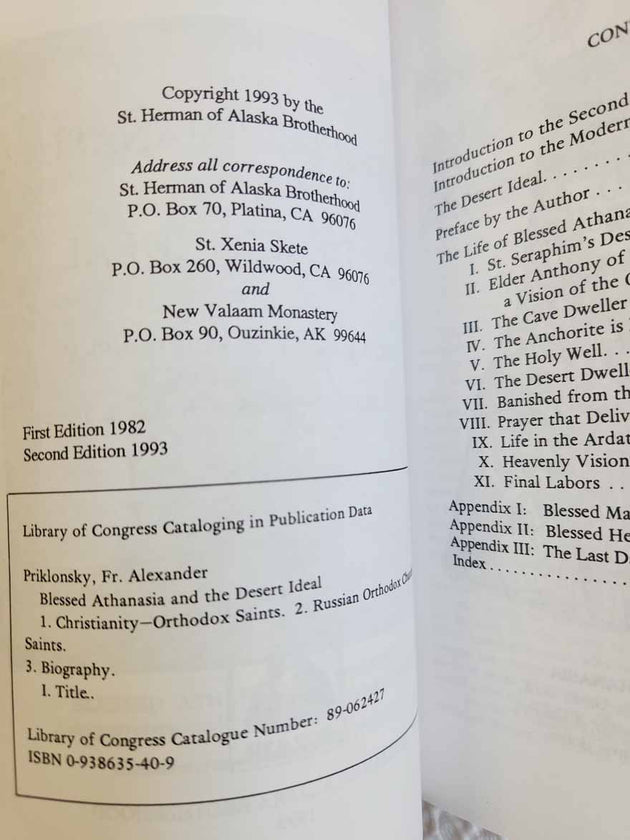 Copyright 1993 by the
St. Herman of Alaska Brotherhood
Address all correspondence to:
St. Herman of Alaska Brotherhood
P.O. Box 70, Platina, CA 96076
St. Xenia Skete
P.O. Box 260, Wildwood, CA 96076
and
New Valaam Monastery
P.O. Box 90, Ouzinkie, AK 99644
First Edition 1982
Second Edition 1993
Library of Congress Cataloging in Publication Data
Priklonsky, Fr. Alexander
Blessed Athanasia and the Desert Ideal
1. Christianity—Orthodox Saints. 2. Russian Orthodox
Saints.
3. Biography.
1. Title..
Library of Congress Catalogue Number: 89-062427
ISBN 0-938635-40-9
CON
Introduction to the Second
Introduction to the Modern
The Desert Ideal. . . . . . . .
Preface by the Author . . .
The Life of Blessed Athana
I. St. Seraphim's Des
II. Elder Anthony of
a Vision of the
III. The Cave Dweller
IV. The Anchorite is
V. The Holy Well. . .
VI. The Desert Dwell
VII. Banished from th
VIII. Prayer that Deliv
IX. Life in the Ardat
X. Heavenly Vision
XI. Final Labors . .
Appendix I: Blessed Ma
Appendix II: Blessed He
Appendix III: The Last D
Index . . . . . . . . . . . . . .